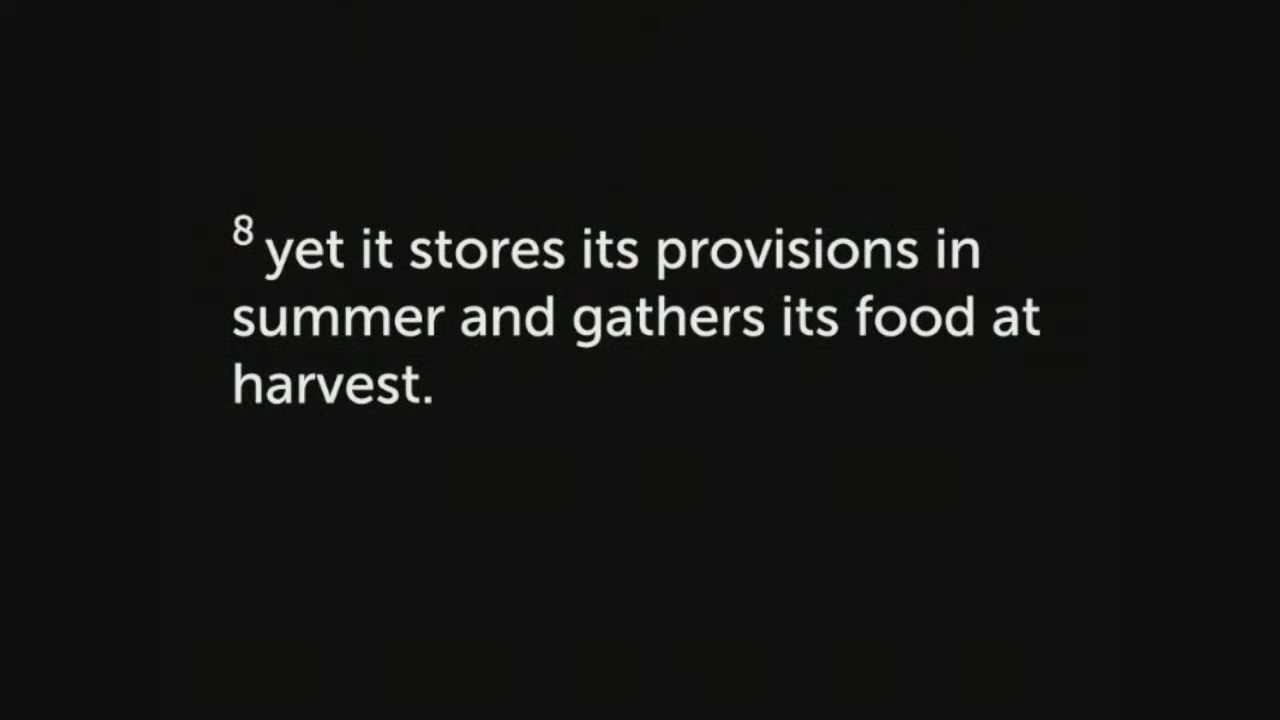 8 yet it stores its provisions in
summer and gathers its food at
harvest.